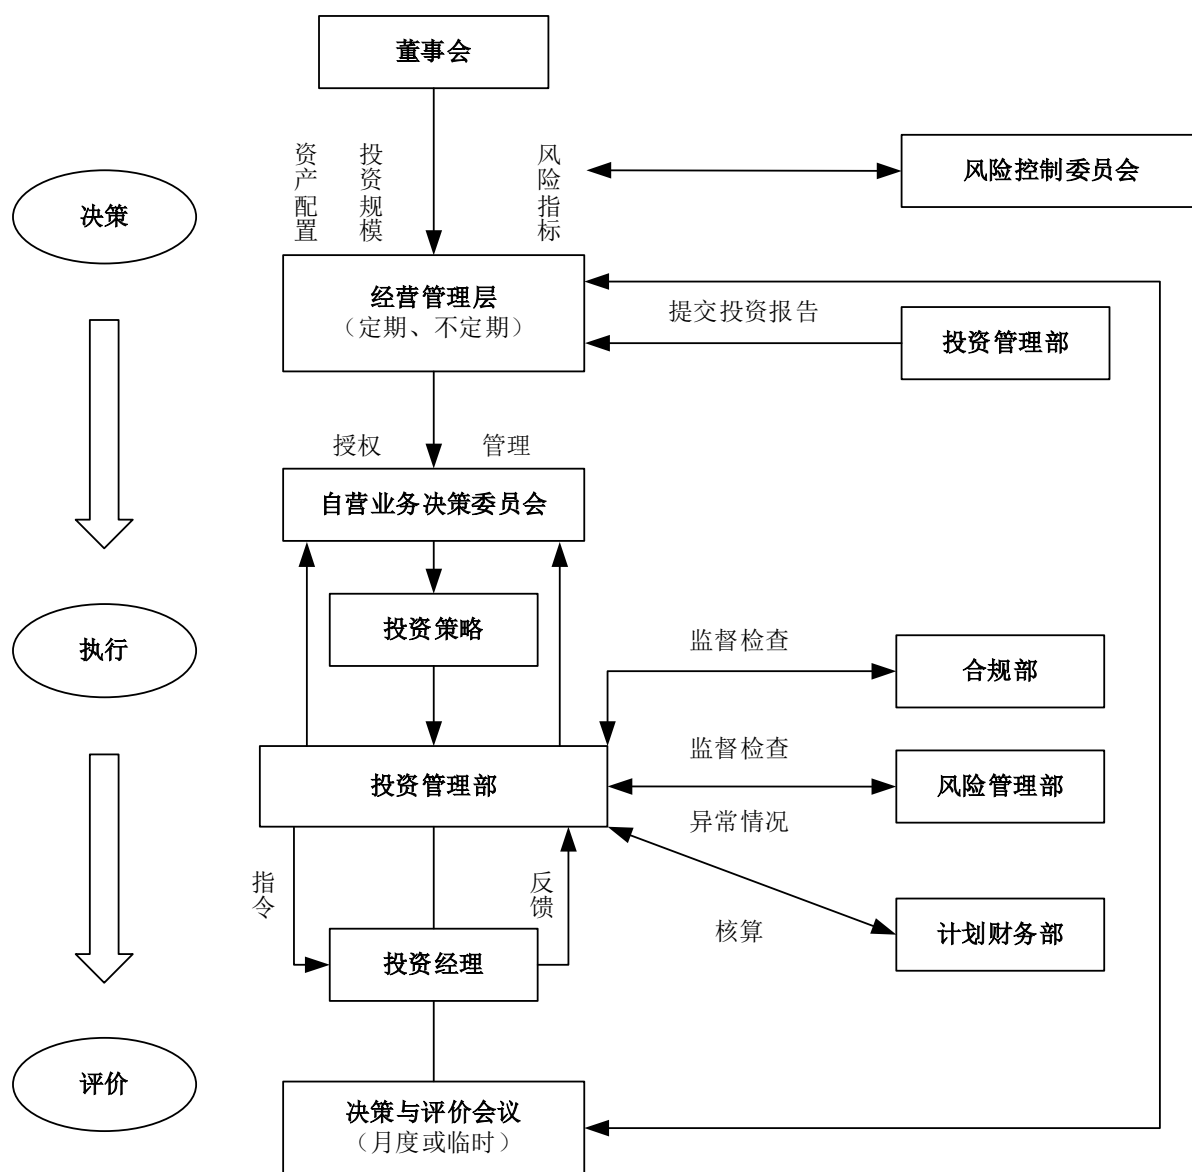 董事会
资产配置
投资规模
风险指标
风险控制委员会
决策
经营管理层
（定期、不定期）
提交投资报告
投资管理部
授权
管理
自营业务决策委员会
投资策略
执行
监督检查
合规部
投资管理部
监督检查
风险管理部
异常情况
指令
反馈
核算
计划财务部
投资经理
评价
决策与评价会议
（月度或临时）